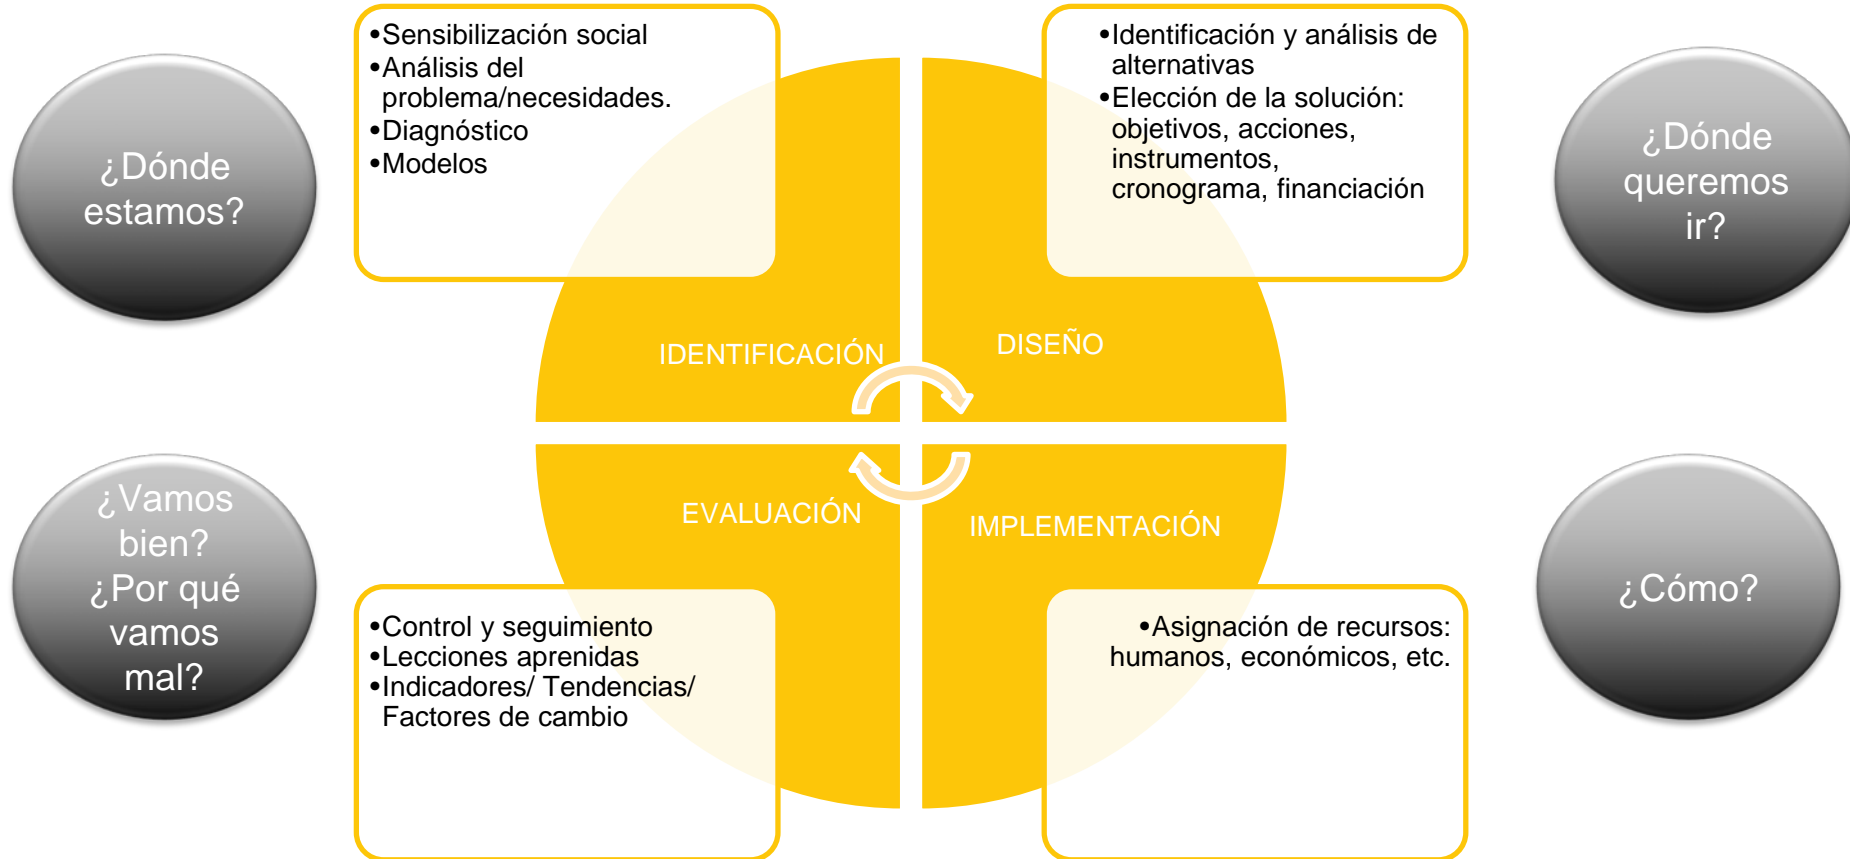 ¿Dónde
estamos?
•Sensibilización social
•Análisis del
problema/necesidades.
•Diagnóstico
•Modelos
•Identificación y análisis de
alternativas
•Elección de la solución:
objetivos, acciones,
instrumentos,
cronograma, financiación
¿Dónde
queremos
ir?
IDENTIFICACIÓN
DISEÑO
EVALUACIÓN
IMPLEMENTACIÓN
¿Vamos
bien?
¿Por qué
vamos
mal?
•Control y seguimiento
•Lecciones aprenidas
•Indicadores/ Tendencias/
Factores de cambio
•Asignación de recursos:
humanos, económicos, etc.
¿Cómo?